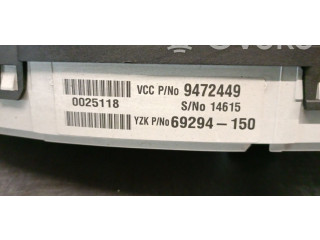 VCC P/No 9472449
0025118
S/No 14615
YZK P/No 69294-150